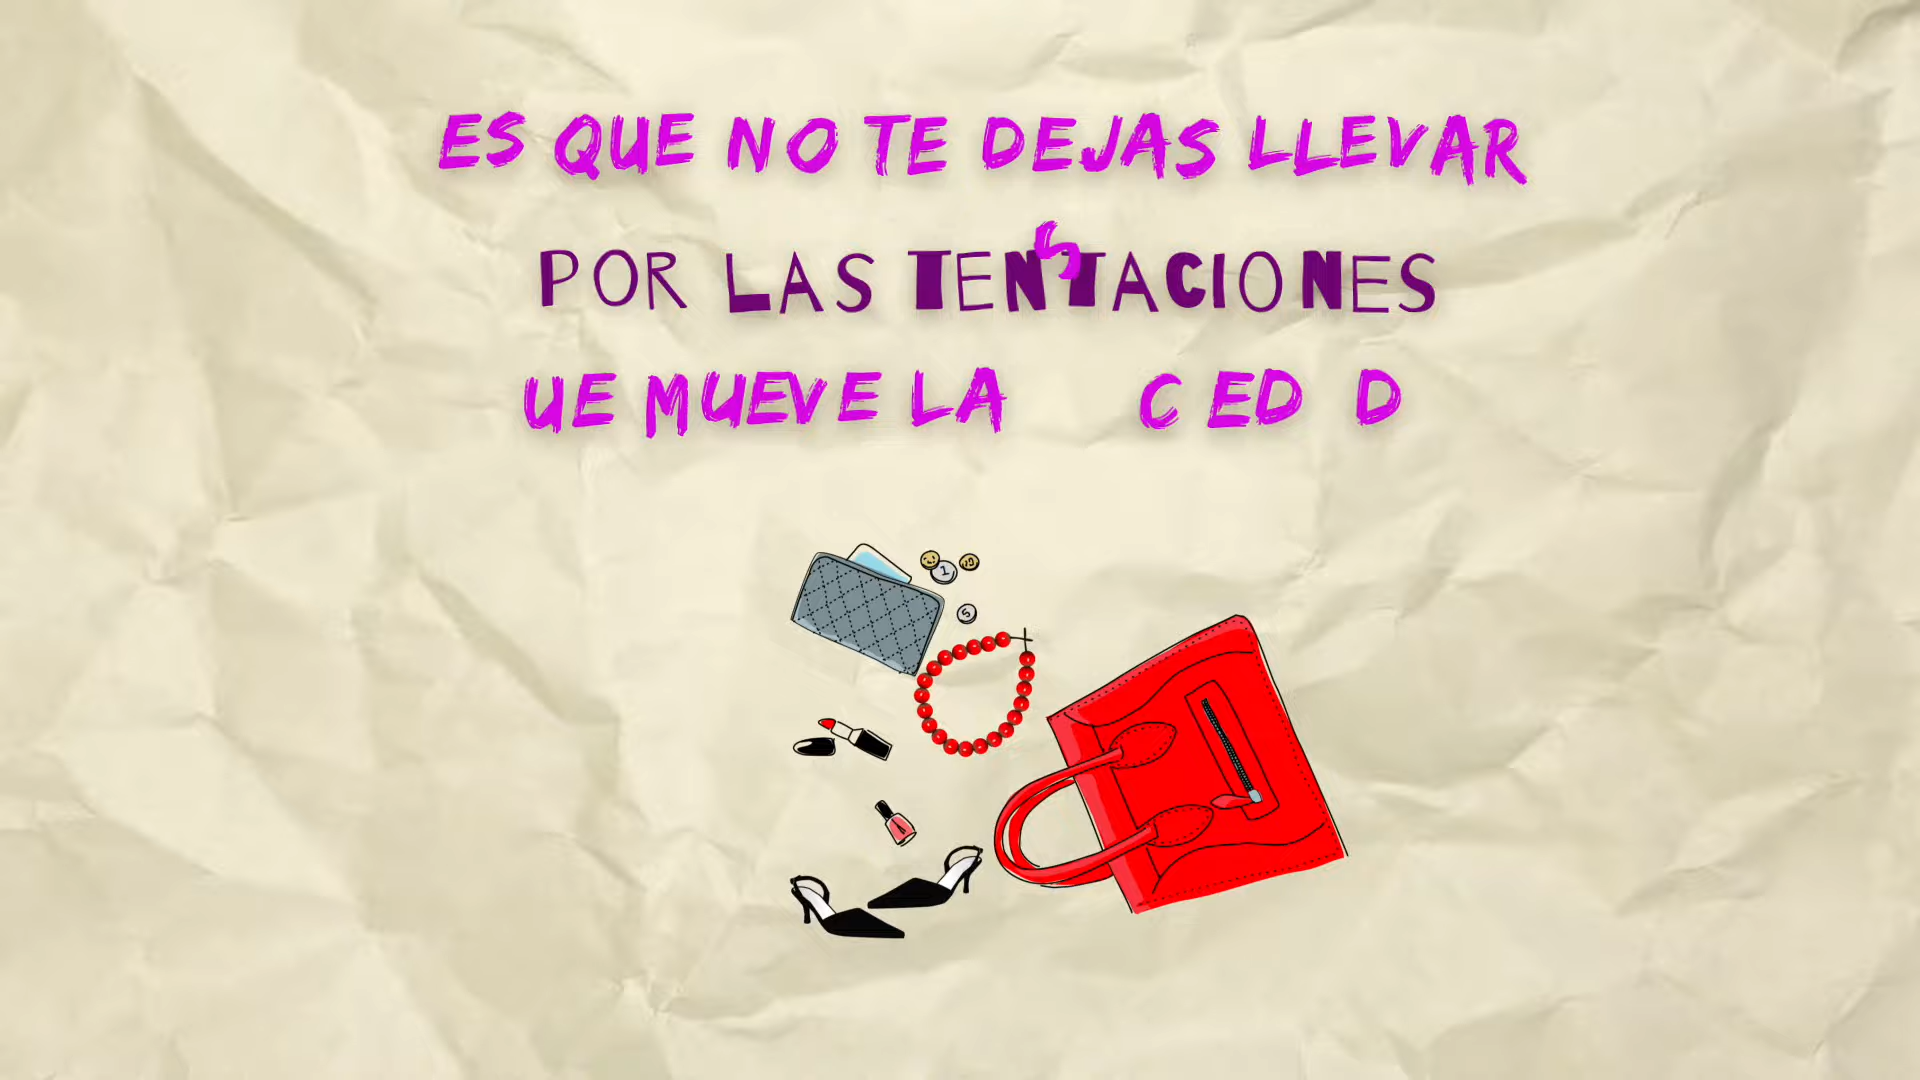 ES QUE NO TE DEJAS LLEVAR
POR LAS TENTACIONES
S
UE MUEVE LA C ED D